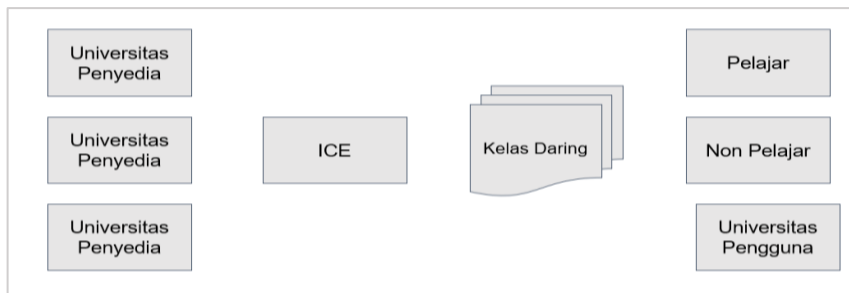 Universitas
Penyedia
Universitas
Penyedia
Universitas
Penyedia
ICE
Kelas Daring
Pelajar
Non Pelajar
Universitas
Pengguna